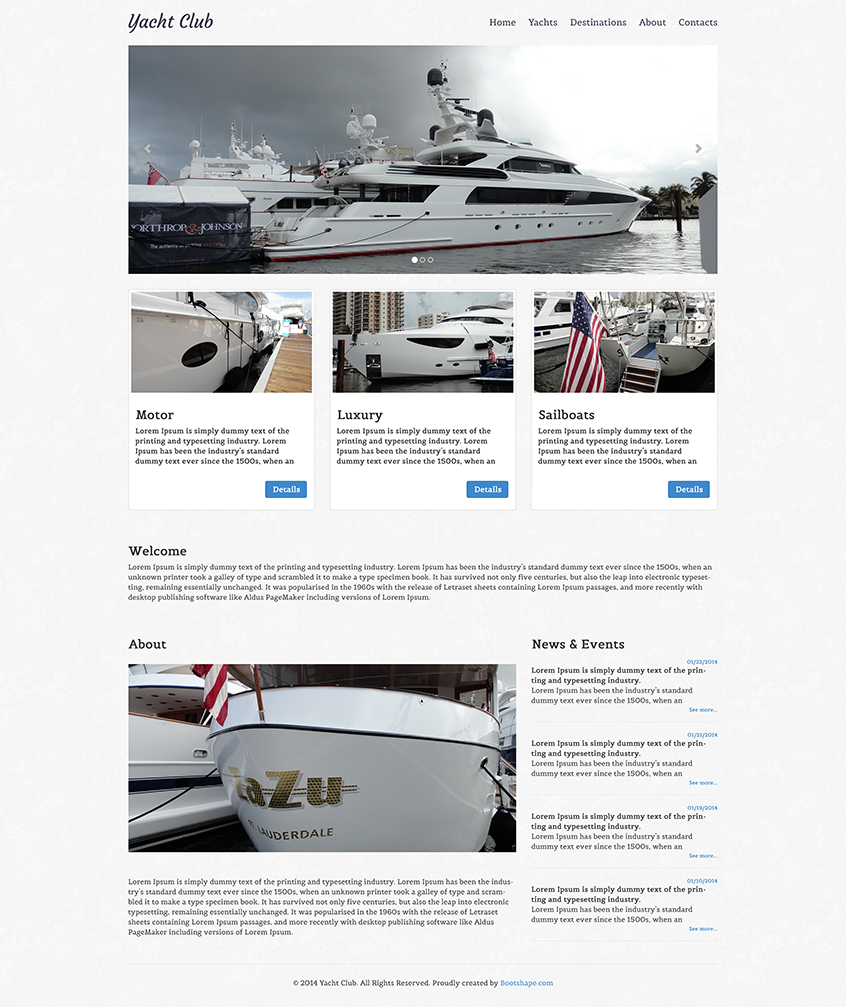 Yacht Club
Home Yachts Destinations About Contacts
NORTHROP & JOHNSON
Motor
Lorem Ipsum is simply dummy text of the
printing and typesetting industry. Lorem
Ipsum has been the industry's standard
dummy text ever since the 1500s, when an
Details
Luxury
Lorem Ipsum is simply dummy text of the
printing and typesetting industry. Lorem
Ipsum has been the industry's standard
dummy text ever since the 1500s, when an
Details
Sailboats
Lorem Ipsum is simply dummy text of the
printing and typesetting industry. Lorem
Ipsum has been the industry's standard
dummy text ever since the 1500s, when an
Details
Welcome
Lorem Ipsum is simply dummy text of the printing and typesetting industry. Lorem Ipsum has been the industry's standard dummy text ever since the 1500s, when an
unknown printer took a galley of type and scrambled it to make a type specimen book. It has survived not only five centuries, but also the leap into electronic typeset-
ting, remaining essentially unchanged. It was popularised in the 1960s with the release of Letraset sheets containing Lorem Ipsum passages, and more recently with
desktop publishing software like Aldus PageMaker including versions of Lorem Ipsum.
About
ZaZu
FT. LAUDERDALE
Lorem Ipsum is simply dummy text of the printing and typesetting industry. Lorem Ipsum has been the indus-
try's standard dummy text ever since the 1500s, when an unknown printer took a galley of type and scram-
bled it to make a type specimen book. It has survived not only five centuries, but also the leap into electronic
typesetting, remaining essentially unchanged. It was popularised in the 1960s with the release of Letraset
sheets containing Lorem Ipsum passages, and more recently with desktop publishing software like Aldus
PageMaker including versions of Lorem Ipsum.
News & Events
01/22/2014
Lorem Ipsum is simply dummy text of the prin-
ting and typesetting industry.
Lorem Ipsum has been the industry's standard
dummy text ever since the 1500s, when an
See more...
01/21/2014
Lorem Ipsum is simply dummy text of the prin-
ting and typesetting industry.
Lorem Ipsum has been the industry's standard
dummy text ever since the 1500s, when an
See more...
01/19/2014
Lorem Ipsum is simply dummy text of the prin-
ting and typesetting industry.
Lorem Ipsum has been the industry's standard
dummy text ever since the 1500s, when an
See more...
01/10/2014
Lorem Ipsum is simply dummy text of the prin-
ting and typesetting industry.
Lorem Ipsum has been the industry's standard
dummy text ever since the 1500s, when an
See more...
© 2014 Yacht Club. All Rights Reserved. Proudly created by Bootshape.com